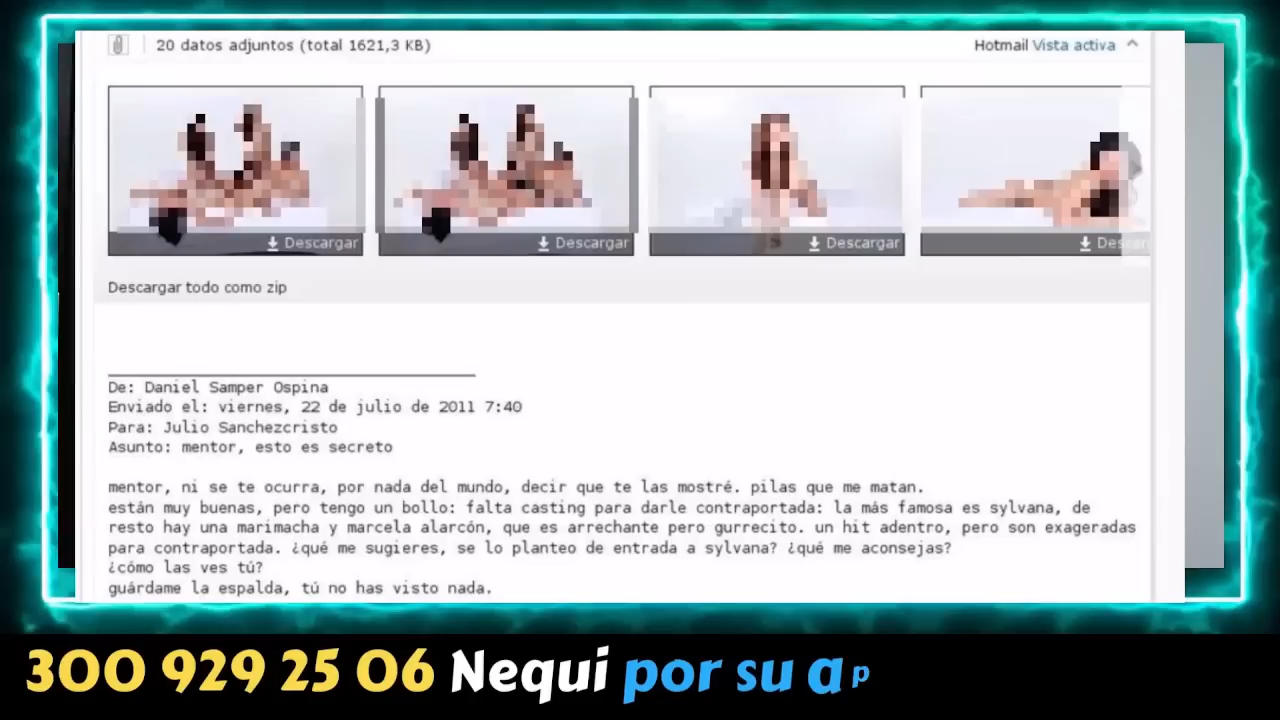 20 datos adjuntos (total 1621,3 KB)
Hotmail Vista activa
Descargar
Descargar
Descargar
Des
Descargar todo como zip
De: Daniel Samper Ospina
Enviado el: viernes, 22 de julio de 2011 7:40
Para: Julio Sanchezcristo
Asunto: mentor, esto es secreto
mentor, ni se te ocurra, por nada del mundo, decir que te las mostré. pilas que me matan.
están muy buenas, pero tengo un bollo: falta casting para darle contraportada: la más famosa es sylvana, de
resto hay una marimacha y marcela alarcón, que es arrechante pero gurrecito. un hit adentro, pero son exageradas
para contraportada. ¿qué me sugieres, se lo planteo de entrada a sylvana? ¿qué me aconsejas?
¿cómo las ves tú?
guárdame la espalda, tú no has visto nada.
300 929 25 06 Nequi por su ap